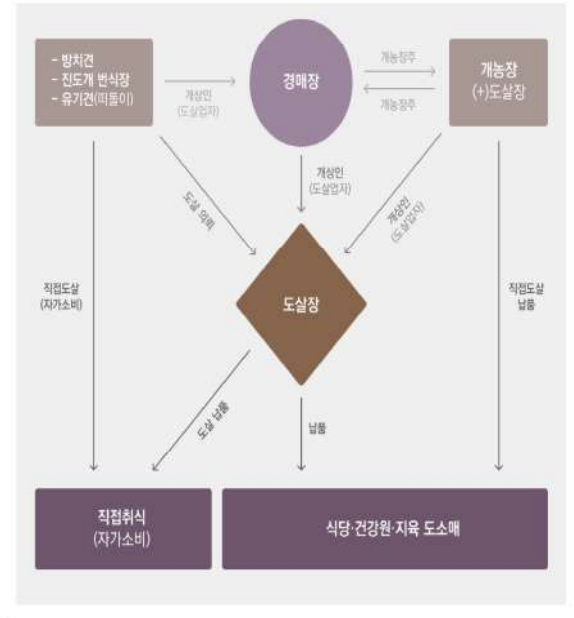 - 방치견
- 진도개 번식장
- 유기견(떠돌이)
개상인
(도살업자)
경매장
개농장주
개농장주
개농장
(+)도살장
개상인
(도살업자)
도살 의뢰
개상인
(도살업자)
직접도살
(자가소비)
도살장
직접도살
납품
도살 납품
납품
직접취식
(자가소비)
식당·건강원·지육 도소매